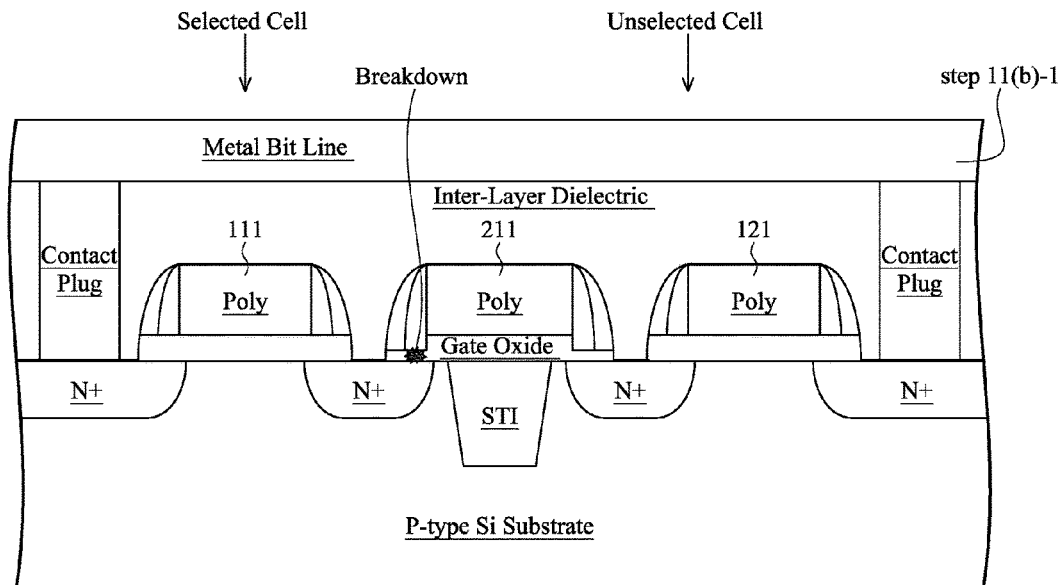 Selected Cell
Unselected Cell
Breakdown
step 11(b)-1
Metal Bit Line
Inter-Layer Dielectric
111
211
121
Contact
Plug
Contact
Plug
Poly
Poly
Poly
Gate Oxide
N+
N+
N+
N+
STI
P-type Si Substrate